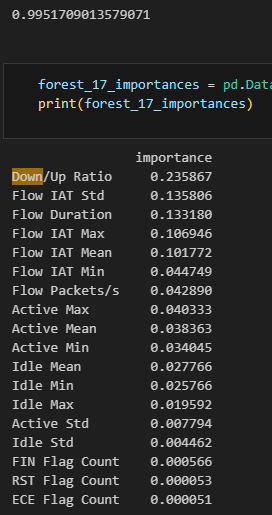 0.9951709013579071
forest_17_importances = pd.Data
print(forest_17_importances)
importance
Down/Up Ratio 0.235867
Flow IAT Std 0.135806
Flow Duration 0.133180
Flow IAT Max 0.106946
Flow IAT Mean 0.101772
Flow IAT Min 0.044749
Flow Packets/s 0.042890
Active Max 0.040333
Active Mean 0.038363
Active Min 0.034045
Idle Mean 0.027766
Idle Min 0.025766
Idle Max 0.019592
Active Std 0.007794
Idle Std 0.004462
FIN Flag Count 0.000566
RST Flag Count 0.000053
ECE Flag Count 0.000051